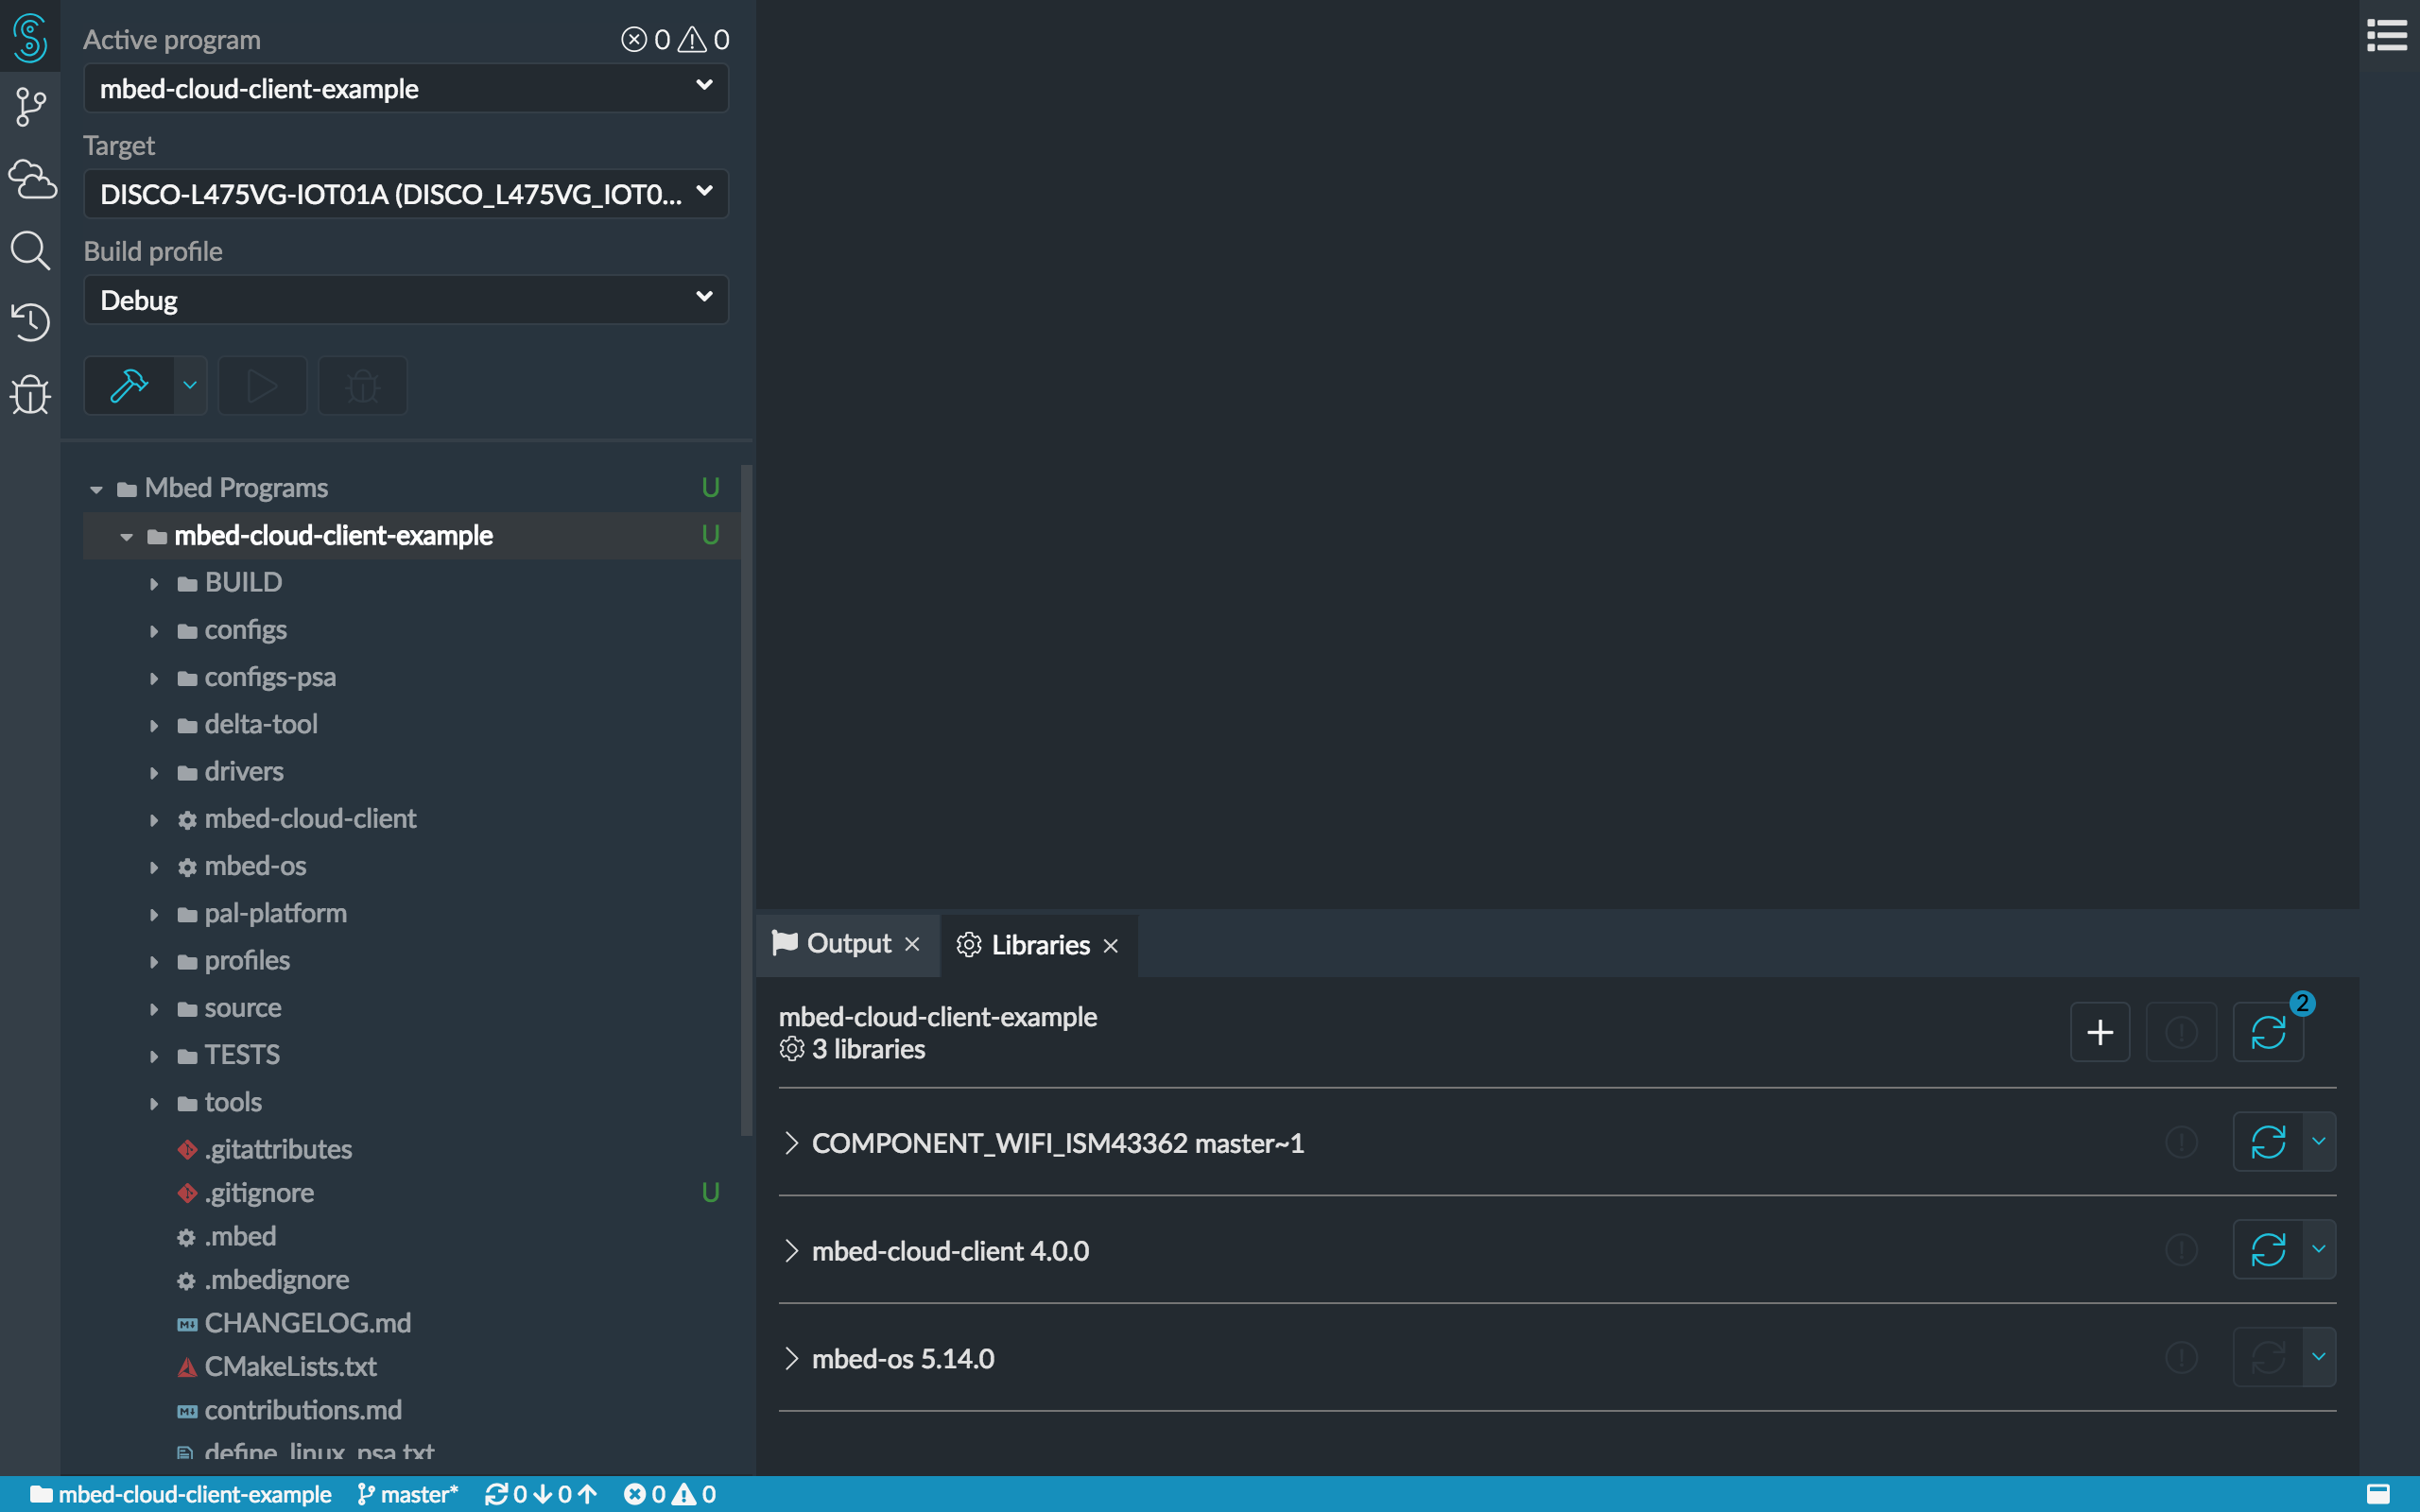 Active program
0 0
mbed-cloud-client-example
Target
DISCO-L475VG-IOT01A (DISCO_L475VG_IOT0...
Build profile
Debug
Mbed Programs U
mbed-cloud-client-example U
BUILD
configs
configs-psa
delta-tool
drivers
mbed-cloud-client
mbed-os
pal-platform
profiles
source
TESTS
tools
.gitattributes
.gitignore U
.mbed
.mbedignore
CHANGELOG.md
CMakeLists.txt
contributions.md
define_linux_psa.txt
Output
Libraries
mbed-cloud-client-example
3 libraries
2
COMPONENT_WIFI_ISM43362 master~1
mbed-cloud-client 4.0.0
mbed-os 5.14.0
mbed-cloud-client-example master* 0 0 0 0